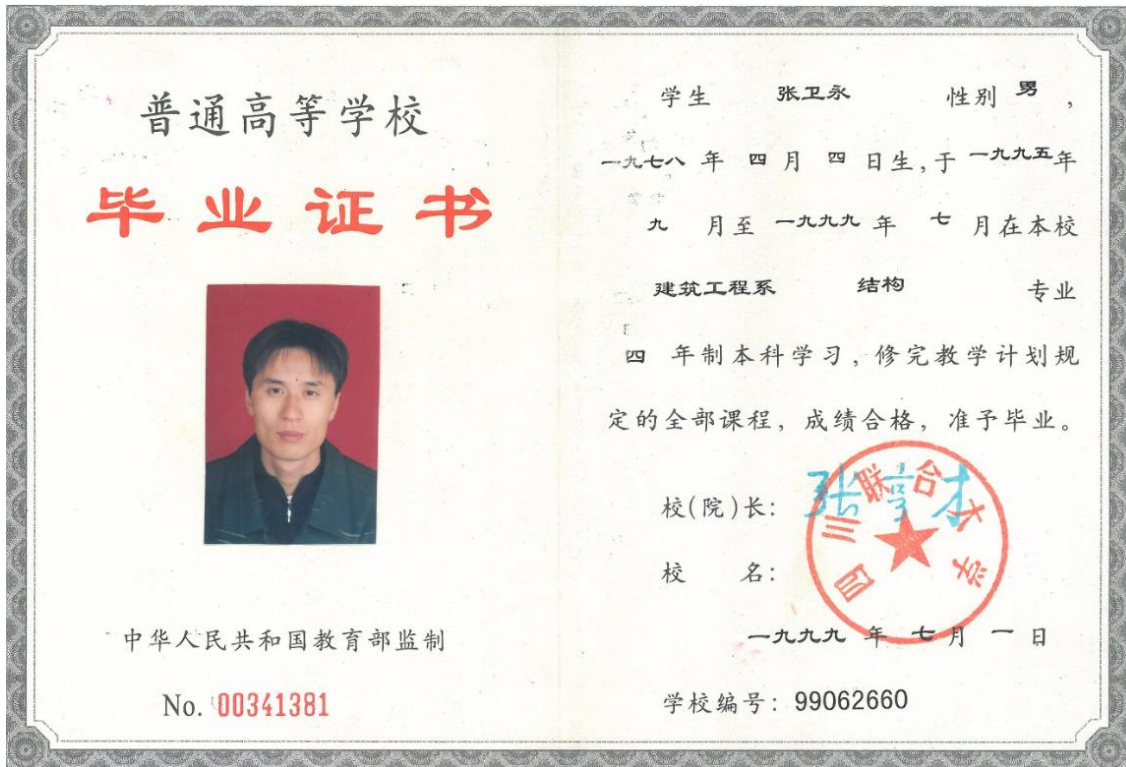 普通高等学校
毕业证书
中华人民共和国教育部监制
No. 00341381
学生 张卫永 性别 男，
一九七八 年 四 月 四 日生，于 一九九五 年
九 月至 一九九九 年 七 月在本校
建筑工程系 结构 专业
四 年制本科学习，修完教学计划规
定的全部课程，成绩合格，准予毕业。
校(院)长：
校 名：
四川联合大学
一九九九 年 七 月 一 日
学校编号：99062660